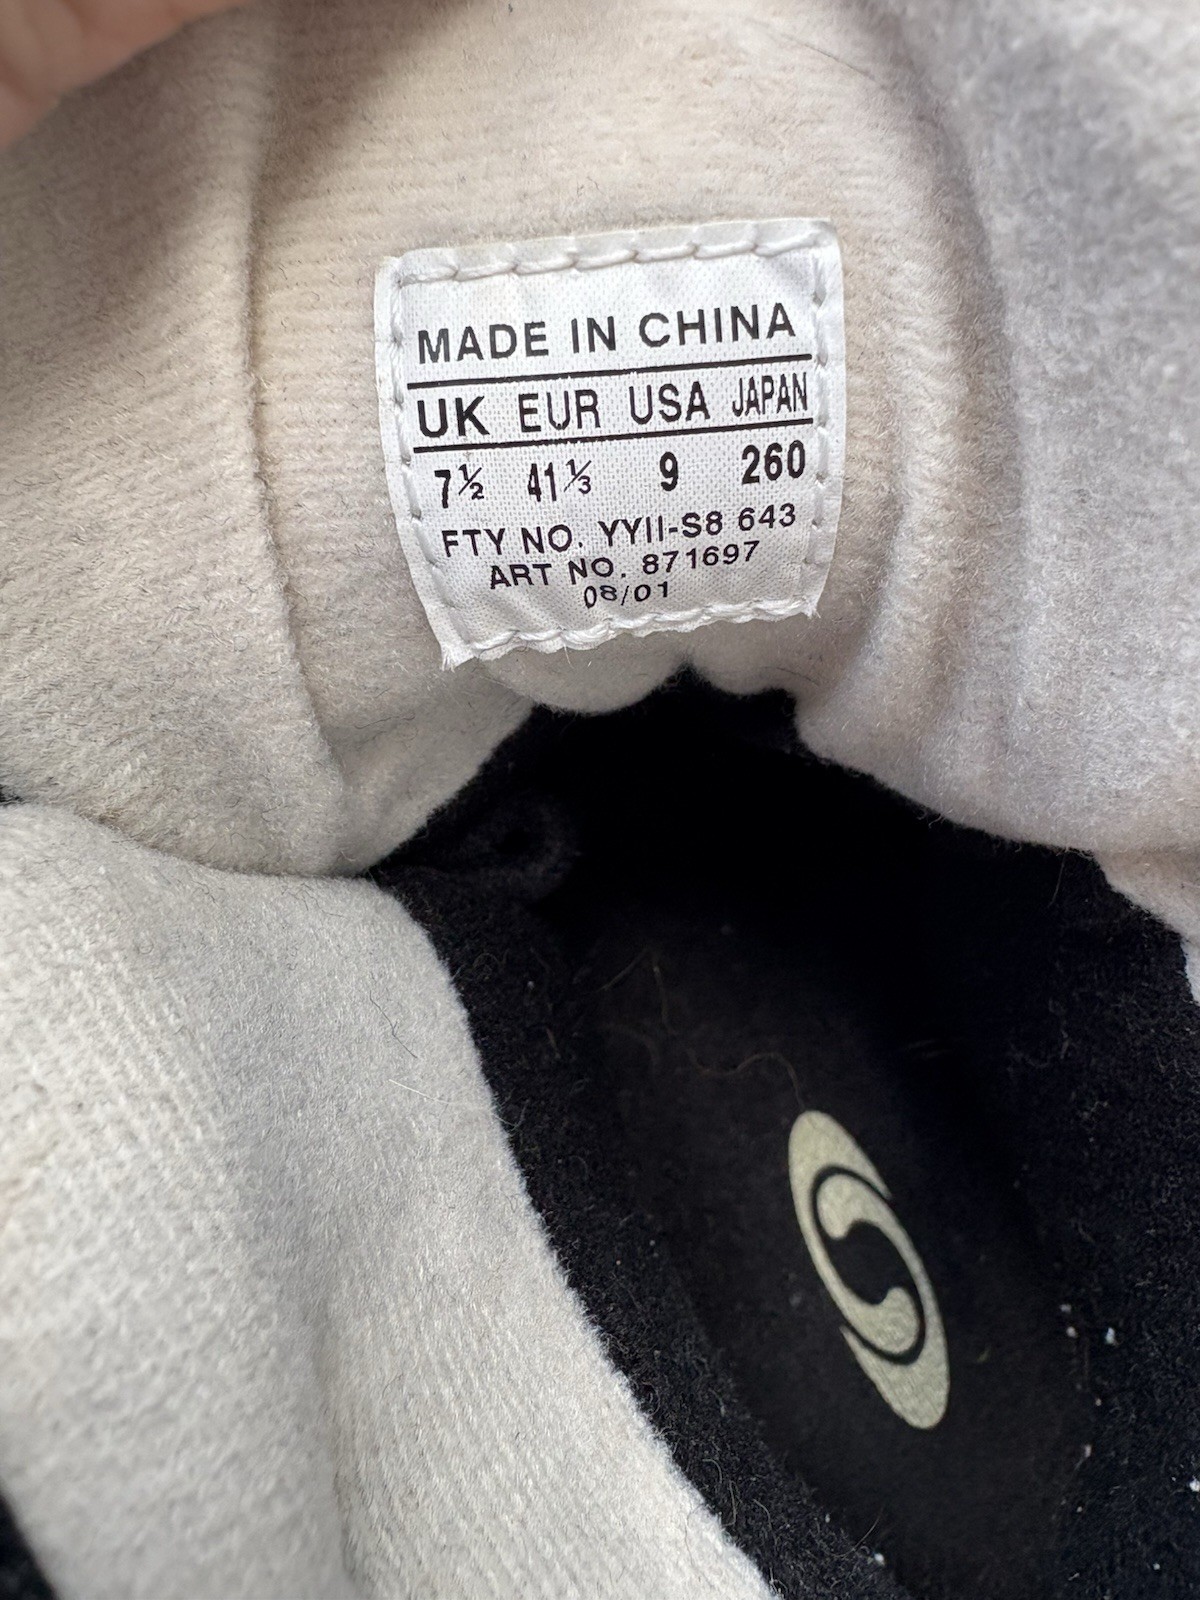 MADE IN CHINA
UK EUR USA JAPAN
7½ 41⅓ 9 260
FTY NO. YYII-S8 643
ART NO. 871697
08/01